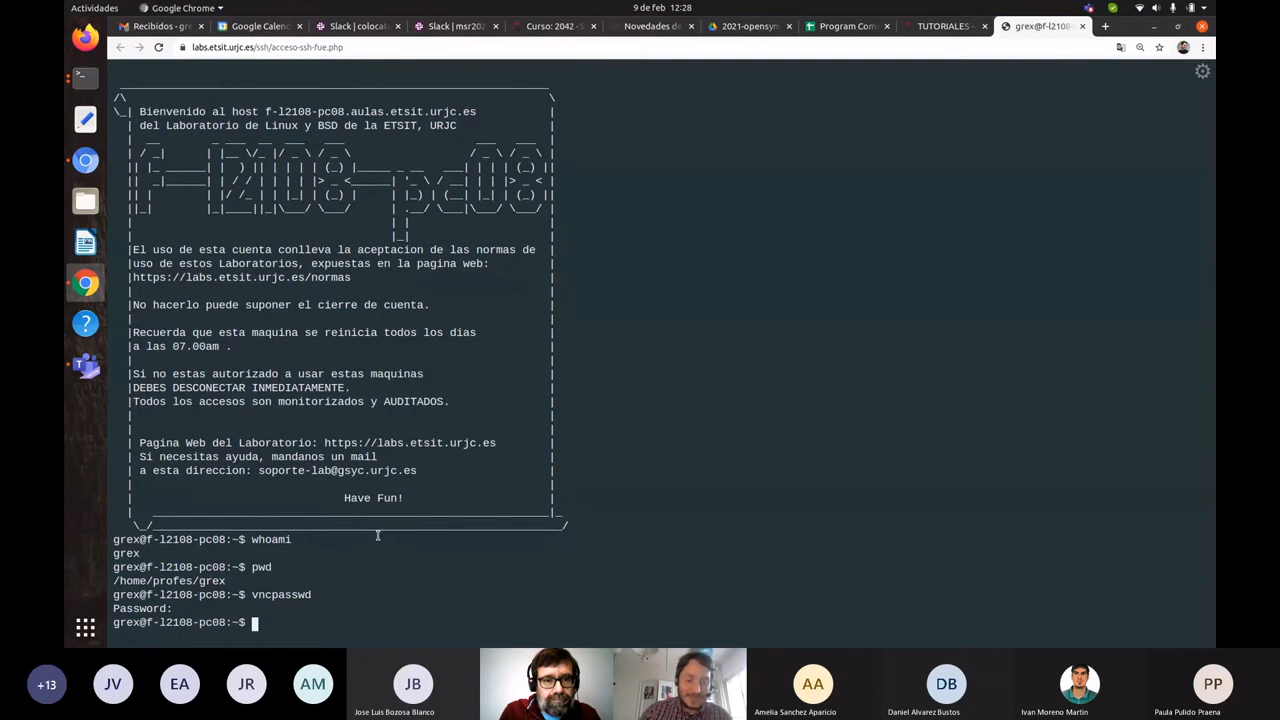 Actividades
Google Chrome
9 de feb 12:28
Recibidos - gre
Google Calen
Slack | colocal
Slack | msr202
Curso: 2042 - S
Novedades de
2021-opensym
Program Com
TUTORIALES –
grex@f-l2108-
labs.etsit.urjc.es/ssh/acceso-ssh-fue.php
Bienvenido al host f-l2108-pc08.aulas.etsit.urjc.es
del Laboratorio de Linux y BSD de la ETSIT, URJC
f-l2108-pc08
El uso de esta cuenta conlleva la aceptacion de las normas de
uso de estos Laboratorios, expuestas en la pagina web:
https://labs.etsit.urjc.es/normas
No hacerlo puede suponer el cierre de cuenta.
Recuerda que esta maquina se reinicia todos los dias
a las 07.00am .
Si no estas autorizado a usar estas maquinas
DEBES DESCONECTAR INMEDIATAMENTE.
Todos los accesos son monitorizados y AUDITADOS.
Pagina Web del Laboratorio: https://labs.etsit.urjc.es
Si necesitas ayuda, mandanos un mail
a esta direccion: soporte-lab@gsyc.urjc.es
Have Fun!
grex@f-l2108-pc08:~$ whoami
grex
grex@f-l2108-pc08:~$ pwd
/home/profes/grex
grex@f-l2108-pc08:~$ vncpasswd
Password:
grex@f-l2108-pc08:~$
+13
JV
EA
JR
AM
JB
Jose Luis Bozosa Blanco
AA
Amelia Sanchez Aparicio
DB
Daniel Alvarez Bustos
Ivan Moreno Martin
PP
Paula Pulido Praena